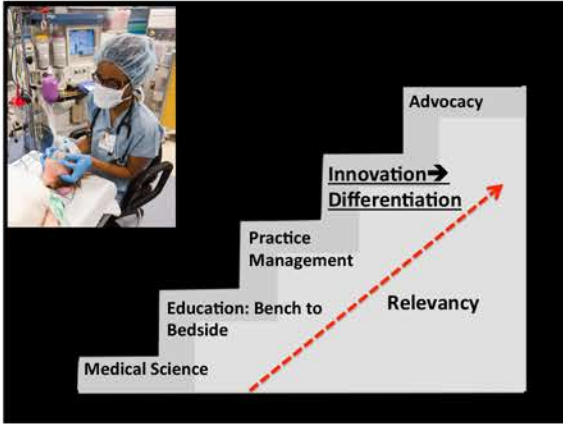 Advocacy
Innovation➔
Differentiation
Practice
Management
Relevancy
Education: Bench to
Bedside
Medical Science